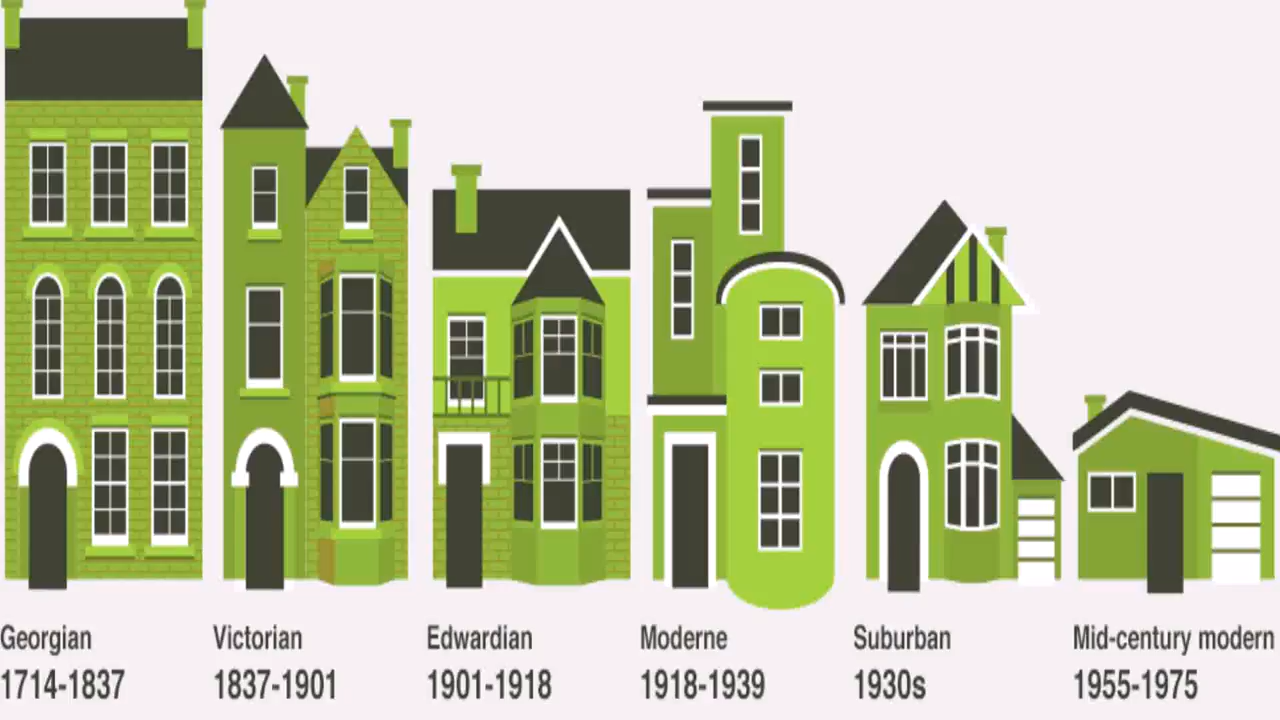 Georgian
1714-1837
Victorian
1837-1901
Edwardian
1901-1918
Moderne
1918-1939
Suburban
1930s
Mid-century modern
1955-1975